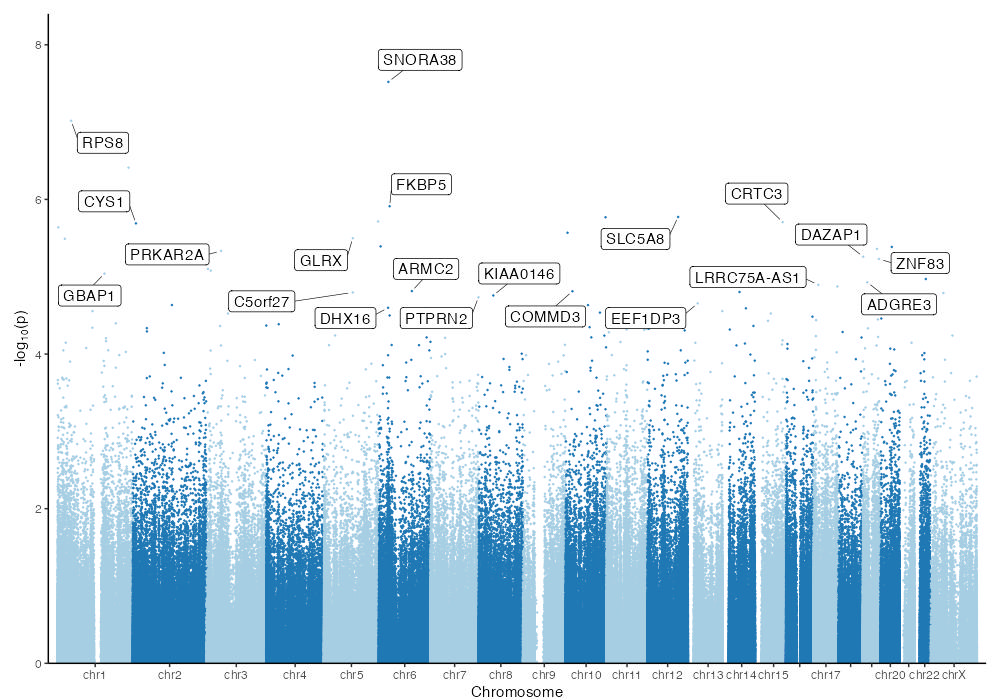 SNORA38
RPS8
FKBP5
CYS1
CRTC3
SLC5A8
DAZAP1
PRKAR2A
GLRX
ZNF83
ARMC2
KIAA0146
LRRC75A-AS1
GBAP1
C5orf27
ADGRE3
DHX16
PTPRN2
COMMD3
EEF1DP3
8
6
4
2
0
-log10(p)
chr1 chr2 chr3 chr4 chr5 chr6 chr7 chr8 chr9 chr10 chr11 chr12 chr13 chr14 chr15 chr17 chr20 chr22 chrX
Chromosome